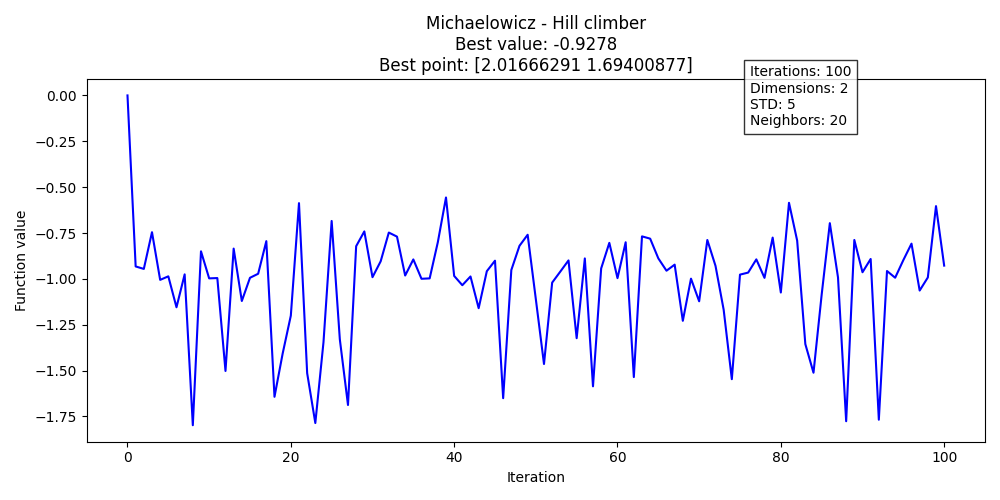 Michaelowicz - Hill climber
Best value: -0.9278
Best point: [2.01666291 1.69400877]
Iterations: 100
Dimensions: 2
STD: 5
Neighbors: 20
0.00
−0.25
−0.50
−0.75
−1.00
−1.25
−1.50
−1.75
Function value
0 20 40 60 80 100
Iteration